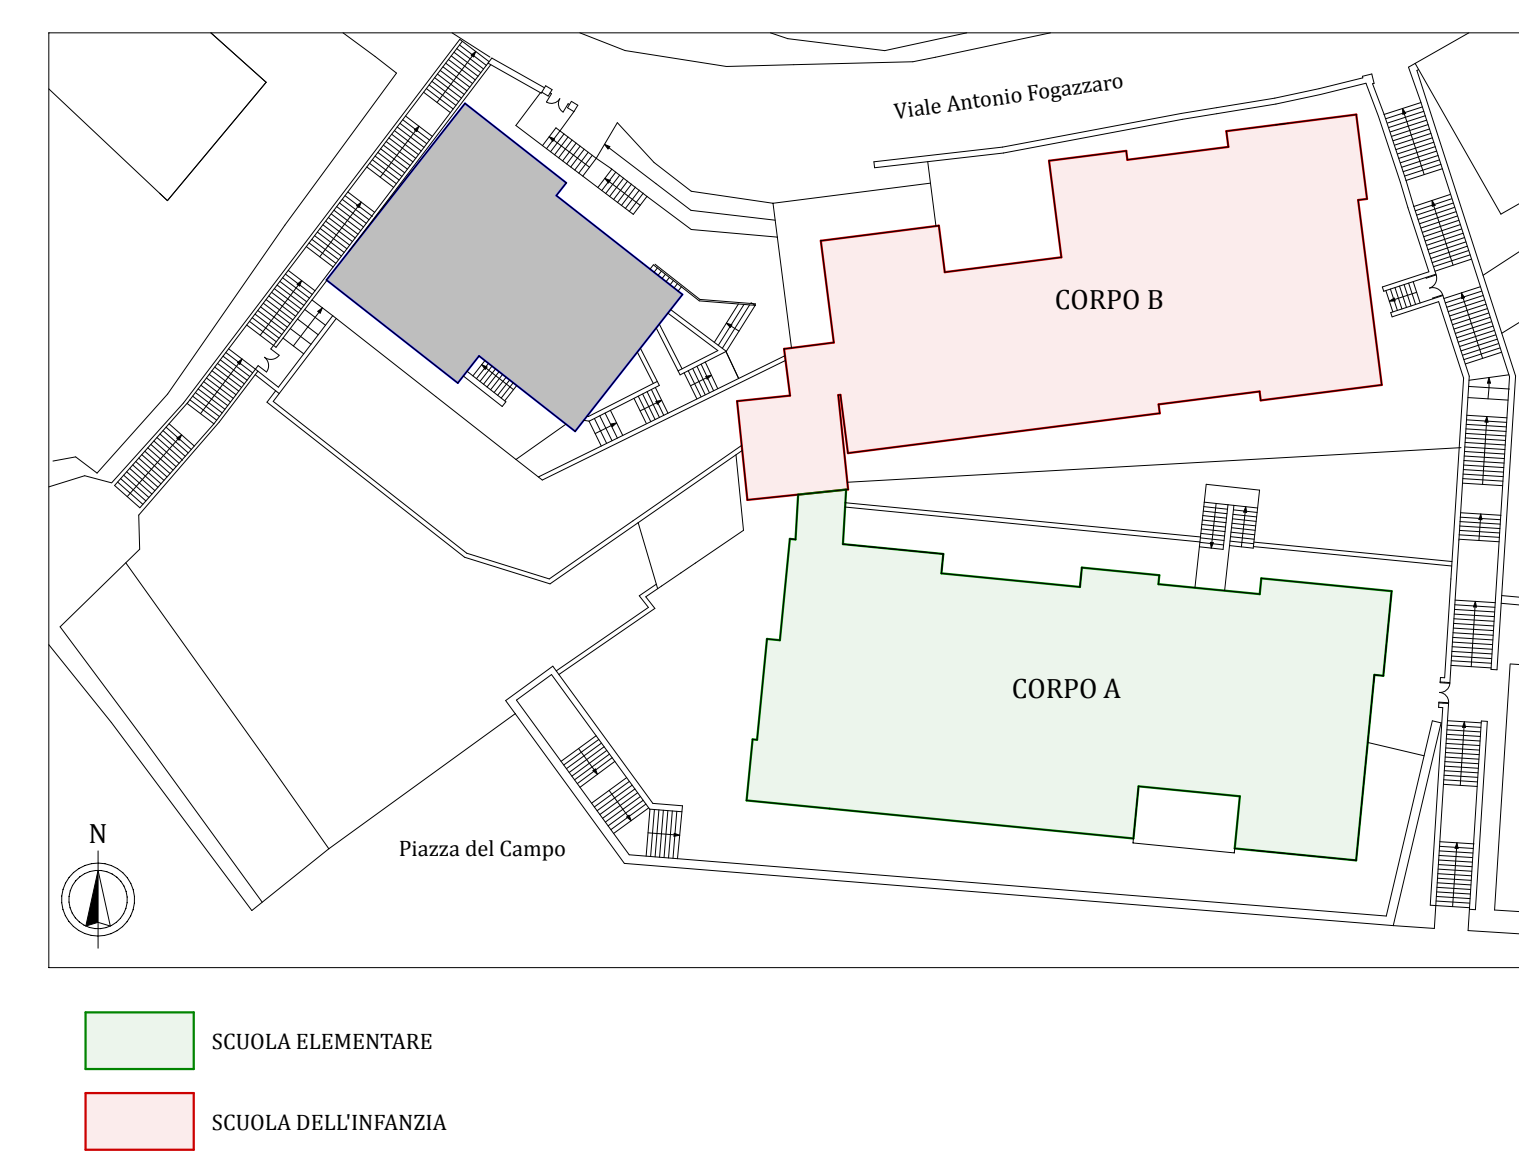 Viale Antonio Fogazzaro
CORPO B
CORPO A
N
Piazza del Campo
SCUOLA ELEMENTARE
SCUOLA DELL'INFANZIA